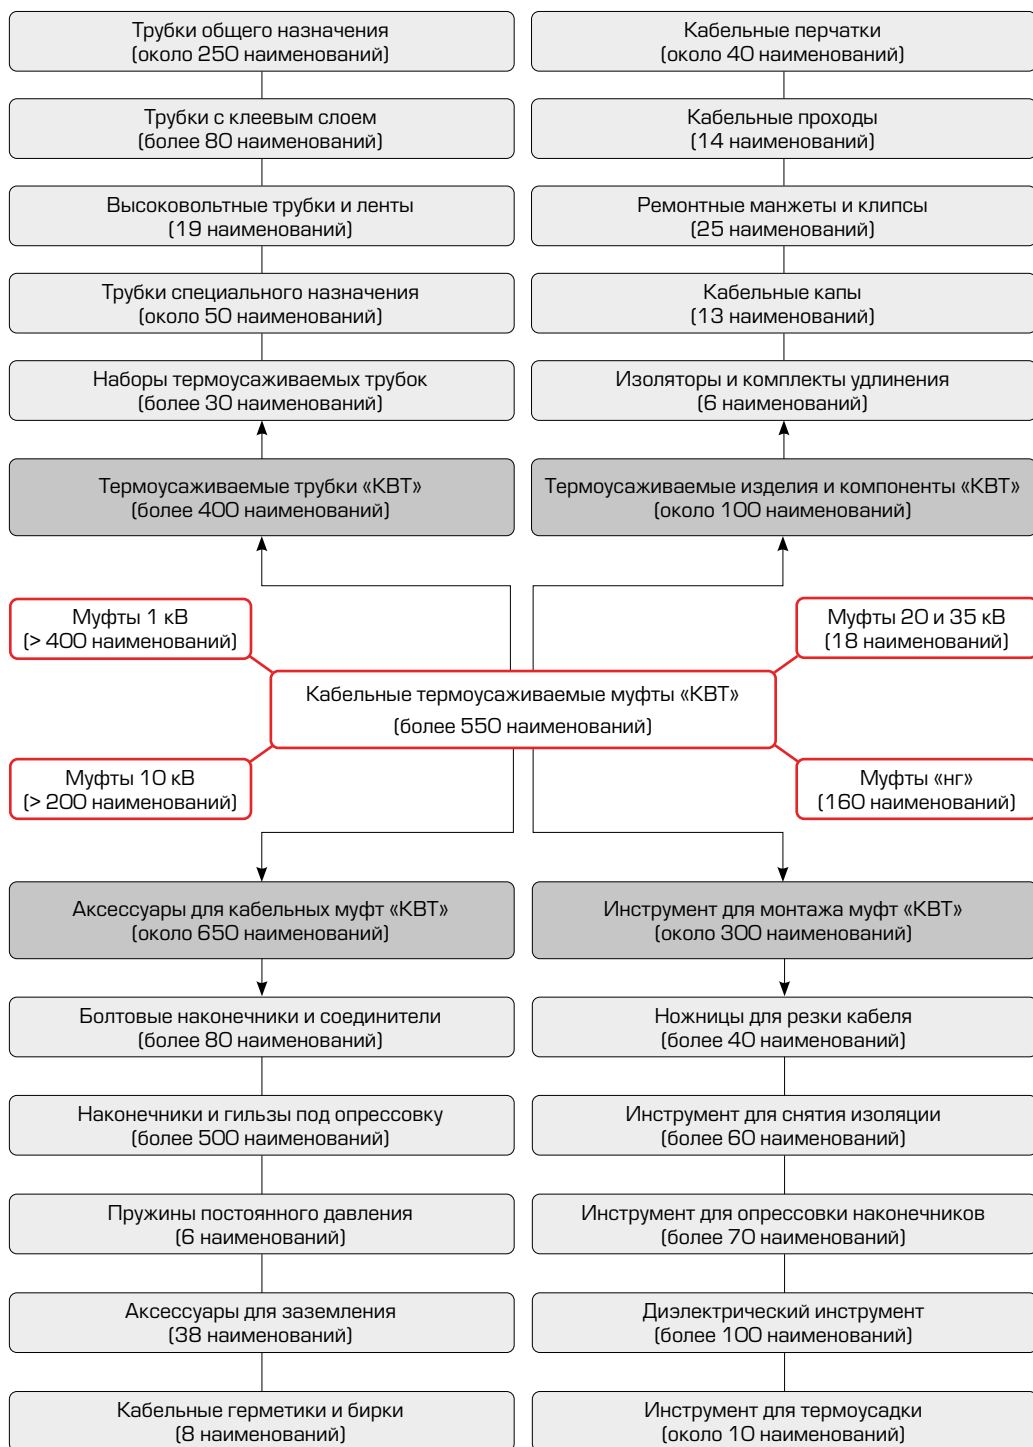 Трубки общего назначения
(около 250 наименований)
Кабельные перчатки
(около 40 наименований)
Трубки с клеевым слоем
(более 80 наименований)
Кабельные проходы
(14 наименований)
Высоковольтные трубки и ленты
(19 наименований)
Ремонтные манжеты и клипсы
(25 наименований)
Трубки специального назначения
(около 50 наименований)
Кабельные капы
(13 наименований)
Наборы термоусаживаемых трубок
(более 30 наименований)
Изоляторы и комплекты удлинения
(6 наименований)
Термоусаживаемые трубки «КВТ»
(более 400 наименований)
Термоусаживаемые изделия и компоненты «КВТ»
(около 100 наименований)
Муфты 1 кВ
(> 400 наименований)
Муфты 20 и 35 кВ
(18 наименований)
Кабельные термоусаживаемые муфты «КВТ»
(более 550 наименований)
Муфты 10 кВ
(> 200 наименований)
Муфты «нг»
(160 наименований)
Аксессуары для кабельных муфт «КВТ»
(около 650 наименований)
Инструмент для монтажа муфт «КВТ»
(около 300 наименований)
Болтовые наконечники и соединители
(более 80 наименований)
Ножницы для резки кабеля
(более 40 наименований)
Наконечники и гильзы под опрессовку
(более 500 наименований)
Инструмент для снятия изоляции
(более 60 наименований)
Пружины постоянного давления
(6 наименований)
Инструмент для опрессовки наконечников
(более 70 наименований)
Аксессуары для заземления
(38 наименований)
Диэлектрический инструмент
(более 100 наименований)
Кабельные герметики и бирки
(8 наименований)
Инструмент для термоусадки
(около 10 наименований)